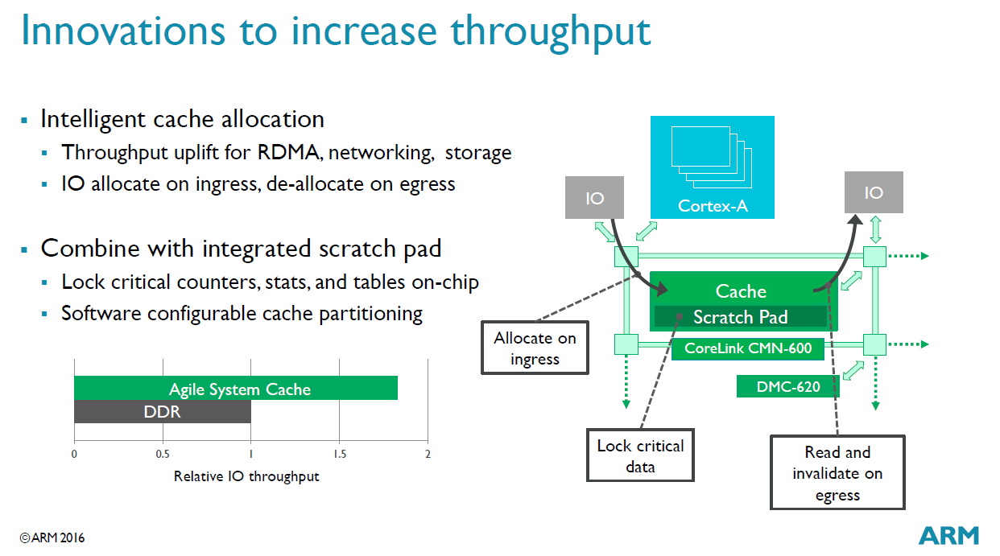 Innovations to increase throughput
Intelligent cache allocation
Throughput uplift for RDMA, networking, storage
IO allocate on ingress, de-allocate on egress
Combine with integrated scratch pad
Lock critical counters, stats, and tables on-chip
Software configurable cache partitioning
Agile System Cache
DDR
0 0.5 1 1.5 2
Relative IO throughput
IO
Cortex-A
IO
Cache
Scratch Pad
CoreLink CMN-600
DMC-620
Allocate on
ingress
Lock critical
data
Read and
invalidate on
egress
© ARM 2016
ARM